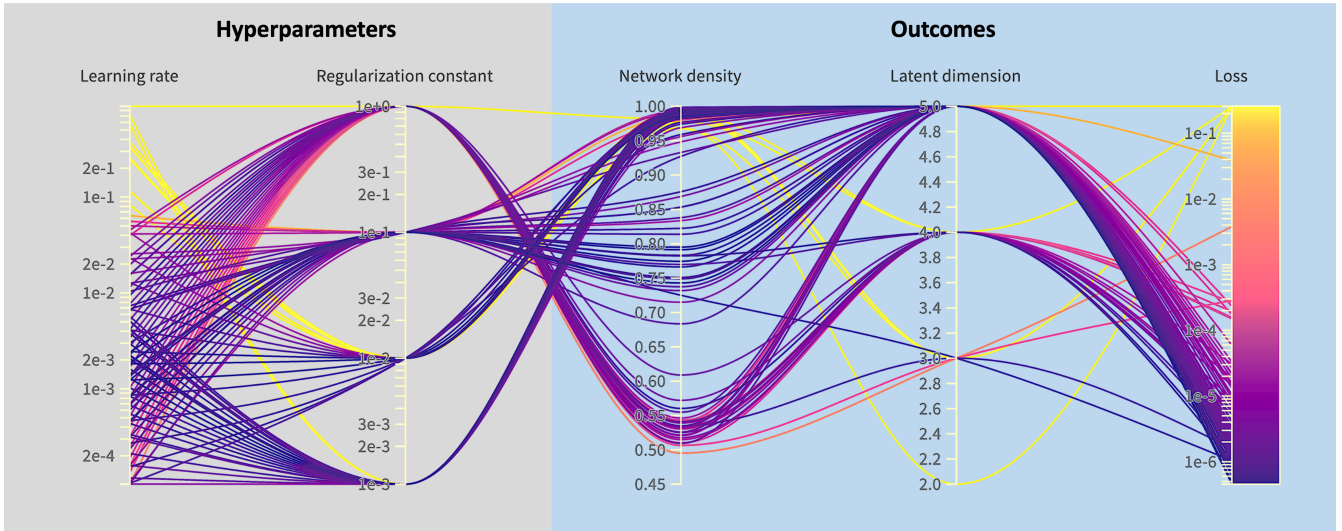 Hyperparameters
Outcomes
Learning rate
Regularization constant
Network density
Latent dimension
Loss
2e-1
1e-1
2e-2
1e-2
2e-3
1e-3
2e-4
1e+0
3e-1
2e-1
1e-1
3e-2
2e-2
1e-2
3e-3
2e-3
1e-3
1.00
0.95
0.90
0.85
0.80
0.75
0.70
0.65
0.60
0.55
0.50
0.45
5.0
4.8
4.6
4.4
4.2
4.0
3.8
3.6
3.4
3.2
3.0
2.8
2.6
2.4
2.2
2.0
1e-1
1e-2
1e-3
1e-4
1e-5
1e-6